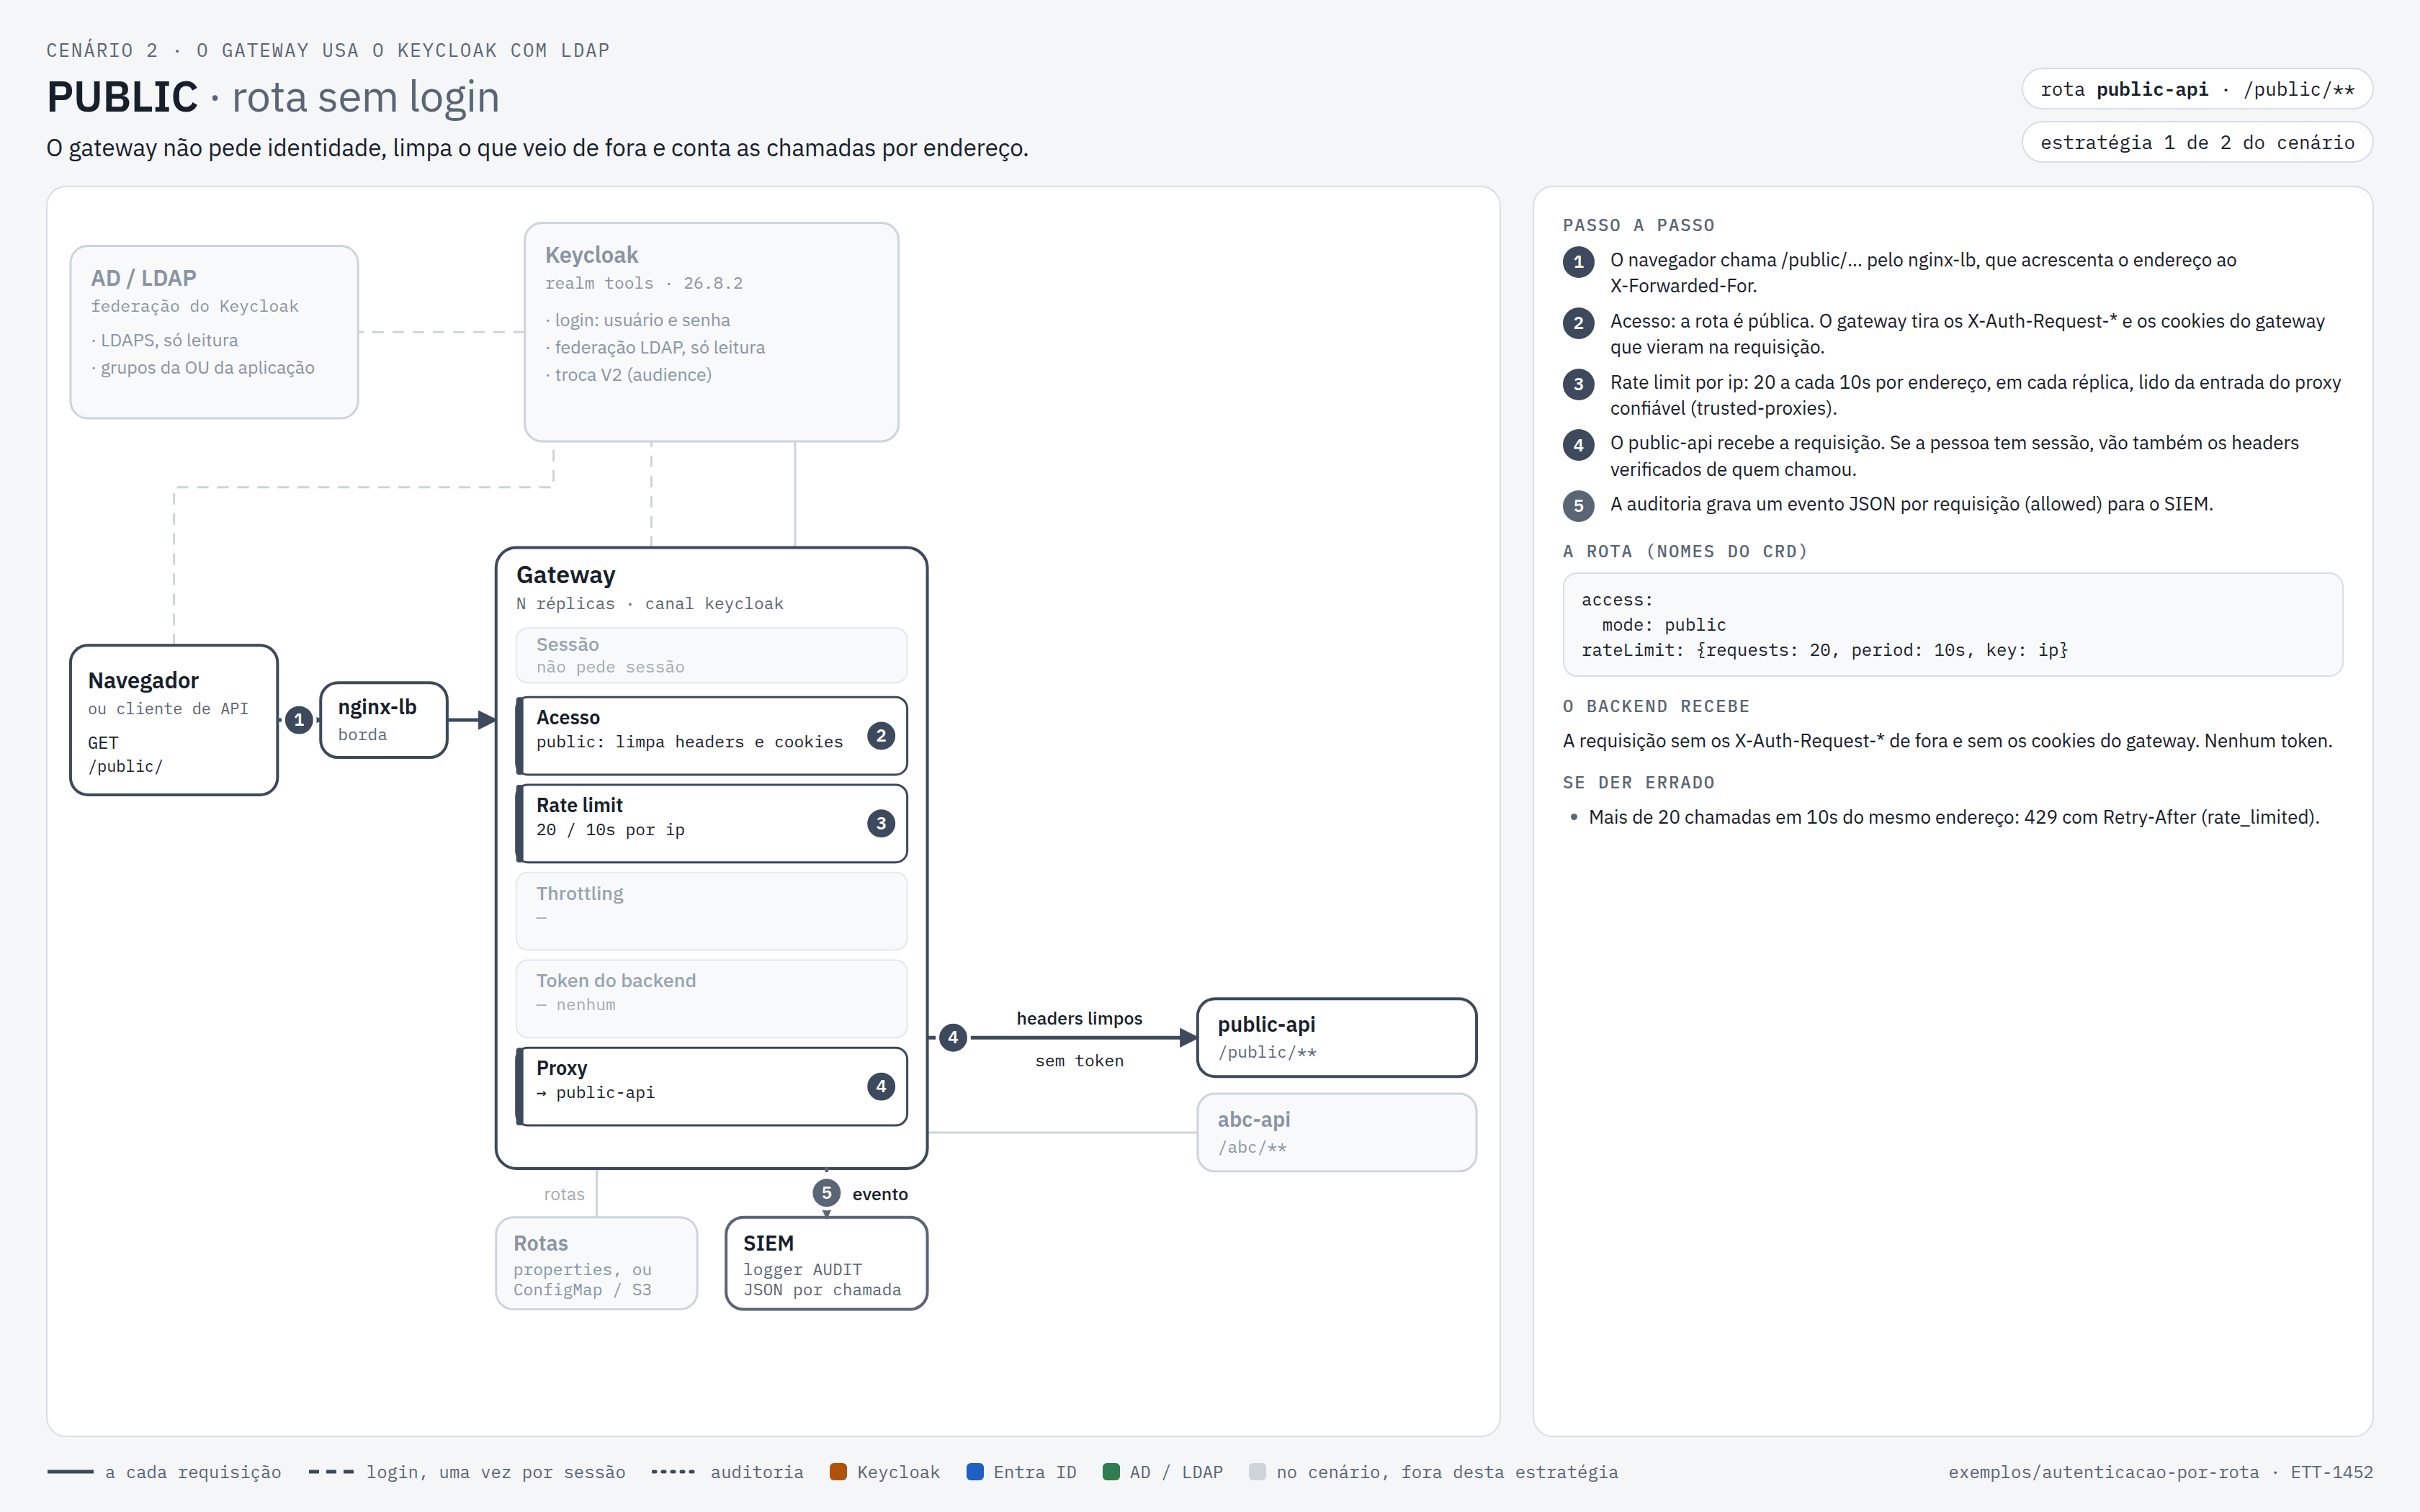 CENÁRIO 2 · O GATEWAY USA O KEYCLOAK COM LDAP
PUBLIC · rota sem login
O gateway não pede identidade, limpa o que veio de fora e conta as chamadas por endereço.
rota public-api · /public/**
estratégia 1 de 2 do cenário
AD / LDAP
federação do Keycloak
· LDAPS, só leitura
· grupos da OU da aplicação
Keycloak
realm tools · 26.8.2
· login: usuário e senha
· federação LDAP, só leitura
· troca V2 (audience)
Navegador
ou cliente de API
GET
/public/
1
nginx-lb
borda
Gateway
N réplicas · canal keycloak
Sessão
não pede sessão
Acesso
public: limpa headers e cookies
2
Rate limit
20 / 10s por ip
3
Throttling
—
Token do backend
— nenhum
Proxy
→ public-api
4
4
headers limpos
sem token
public-api
/public/**
abc-api
/abc/**
rotas
5
evento
Rotas
properties, ou
ConfigMap / S3
SIEM
logger AUDIT
JSON por chamada
PASSO A PASSO
1 O navegador chama /public/... pelo nginx-lb, que acrescenta o endereço ao
X-Forwarded-For.
2 Acesso: a rota é pública. O gateway tira os X-Auth-Request-* e os cookies do gateway
que vieram na requisição.
3 Rate limit por ip: 20 a cada 10s por endereço, em cada réplica, lido da entrada do proxy
confiável (trusted-proxies).
4 O public-api recebe a requisição. Se a pessoa tem sessão, vão também os headers
verificados de quem chamou.
5 A auditoria grava um evento JSON por requisição (allowed) para o SIEM.
A ROTA (NOMES DO CRD)
access:
  mode: public
rateLimit: {requests: 20, period: 10s, key: ip}
O BACKEND RECEBE
A requisição sem os X-Auth-Request-* de fora e sem os cookies do gateway. Nenhum token.
SE DER ERRADO
• Mais de 20 chamadas em 10s do mesmo endereço: 429 com Retry-After (rate_limited).
a cada requisição
login, uma vez por sessão
auditoria
Keycloak
Entra ID
AD / LDAP
no cenário, fora desta estratégia
exemplos/autenticacao-por-rota · ETT-1452